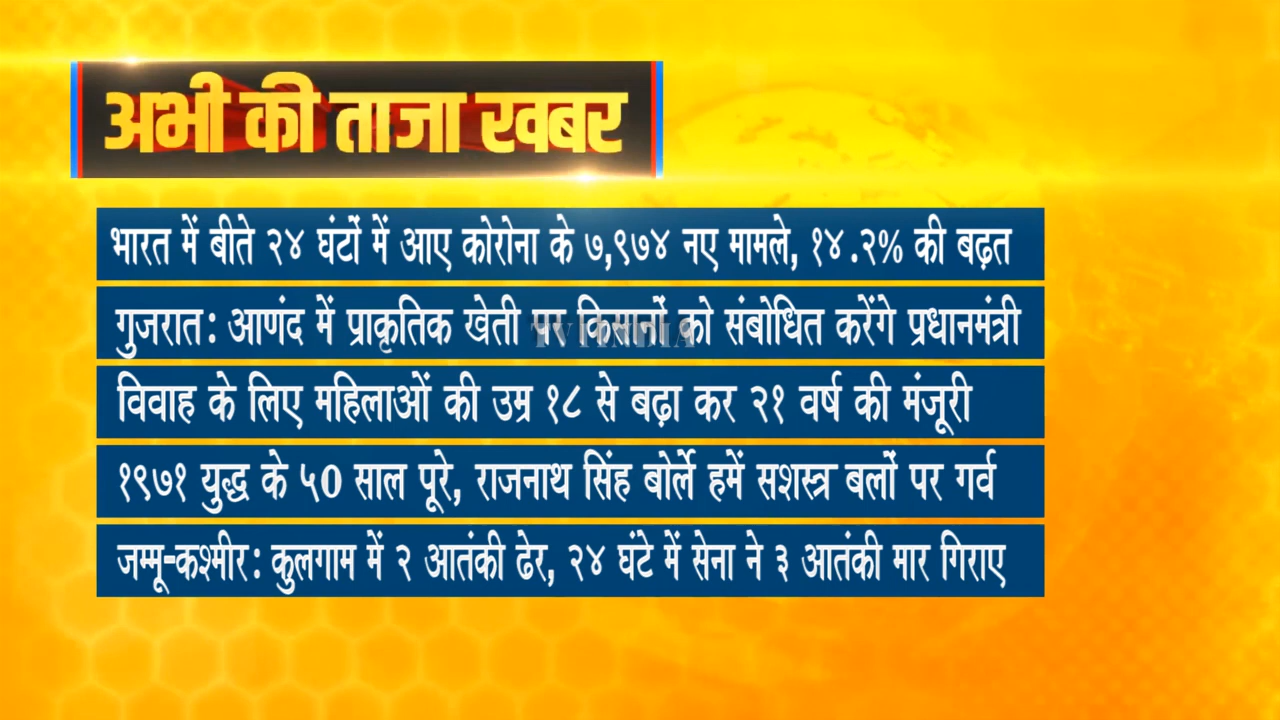 अभी की ताजा खबर
भारत में बीते २४ घंटों में आए कोरोना के ७,९७४ नए मामले, १४.२% की बढ़त
गुजरात: आणंद में प्राकृतिक खेती पर किसानों को संबोधित करेंगे प्रधानमंत्री
विवाह के लिए महिलाओं की उम्र १८ से बढ़ा कर २१ वर्ष की मंजूरी
१९७१ युद्ध के ५0 साल पूरे, राजनाथ सिंह बोर्ले हमें सशस्त्र बलों पर गर्व
जम्मू-कश्मीर: कुलगाम में २ आतंकी ढेर, २४ घंटे में सेना ने ३ आतंकी मार गिराए